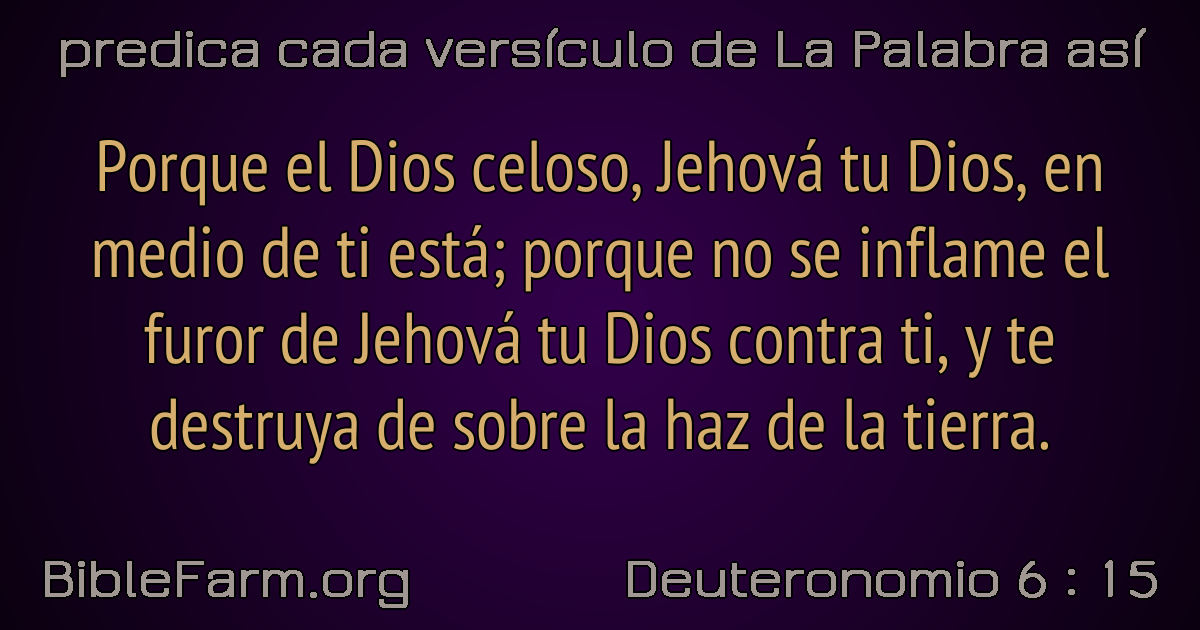 predica cada versículo de La Palabra así
Porque el Dios celoso, Jehová tu Dios, en
medio de ti está; porque no se inflame el
furor de Jehová tu Dios contra ti, y te
destruya de sobre la haz de la tierra.
BibleFarm.org
Deuteronomio 6 : 15